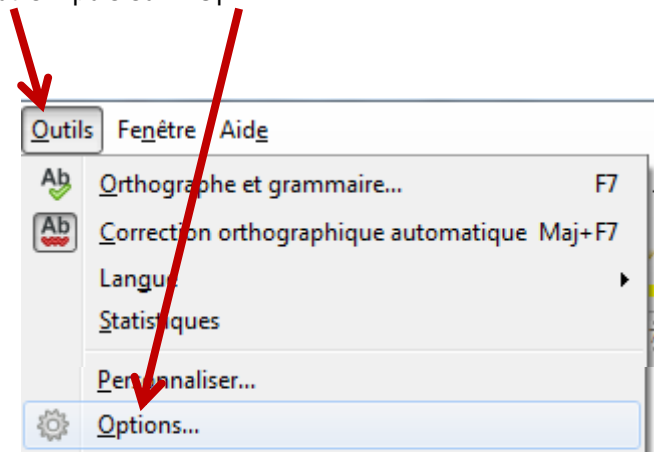 Outils Fenêtre Aide
Orthographe et grammaire... F7
Correction orthographique automatique Maj+F7
Langue
Statistiques
Personnaliser...
Options...